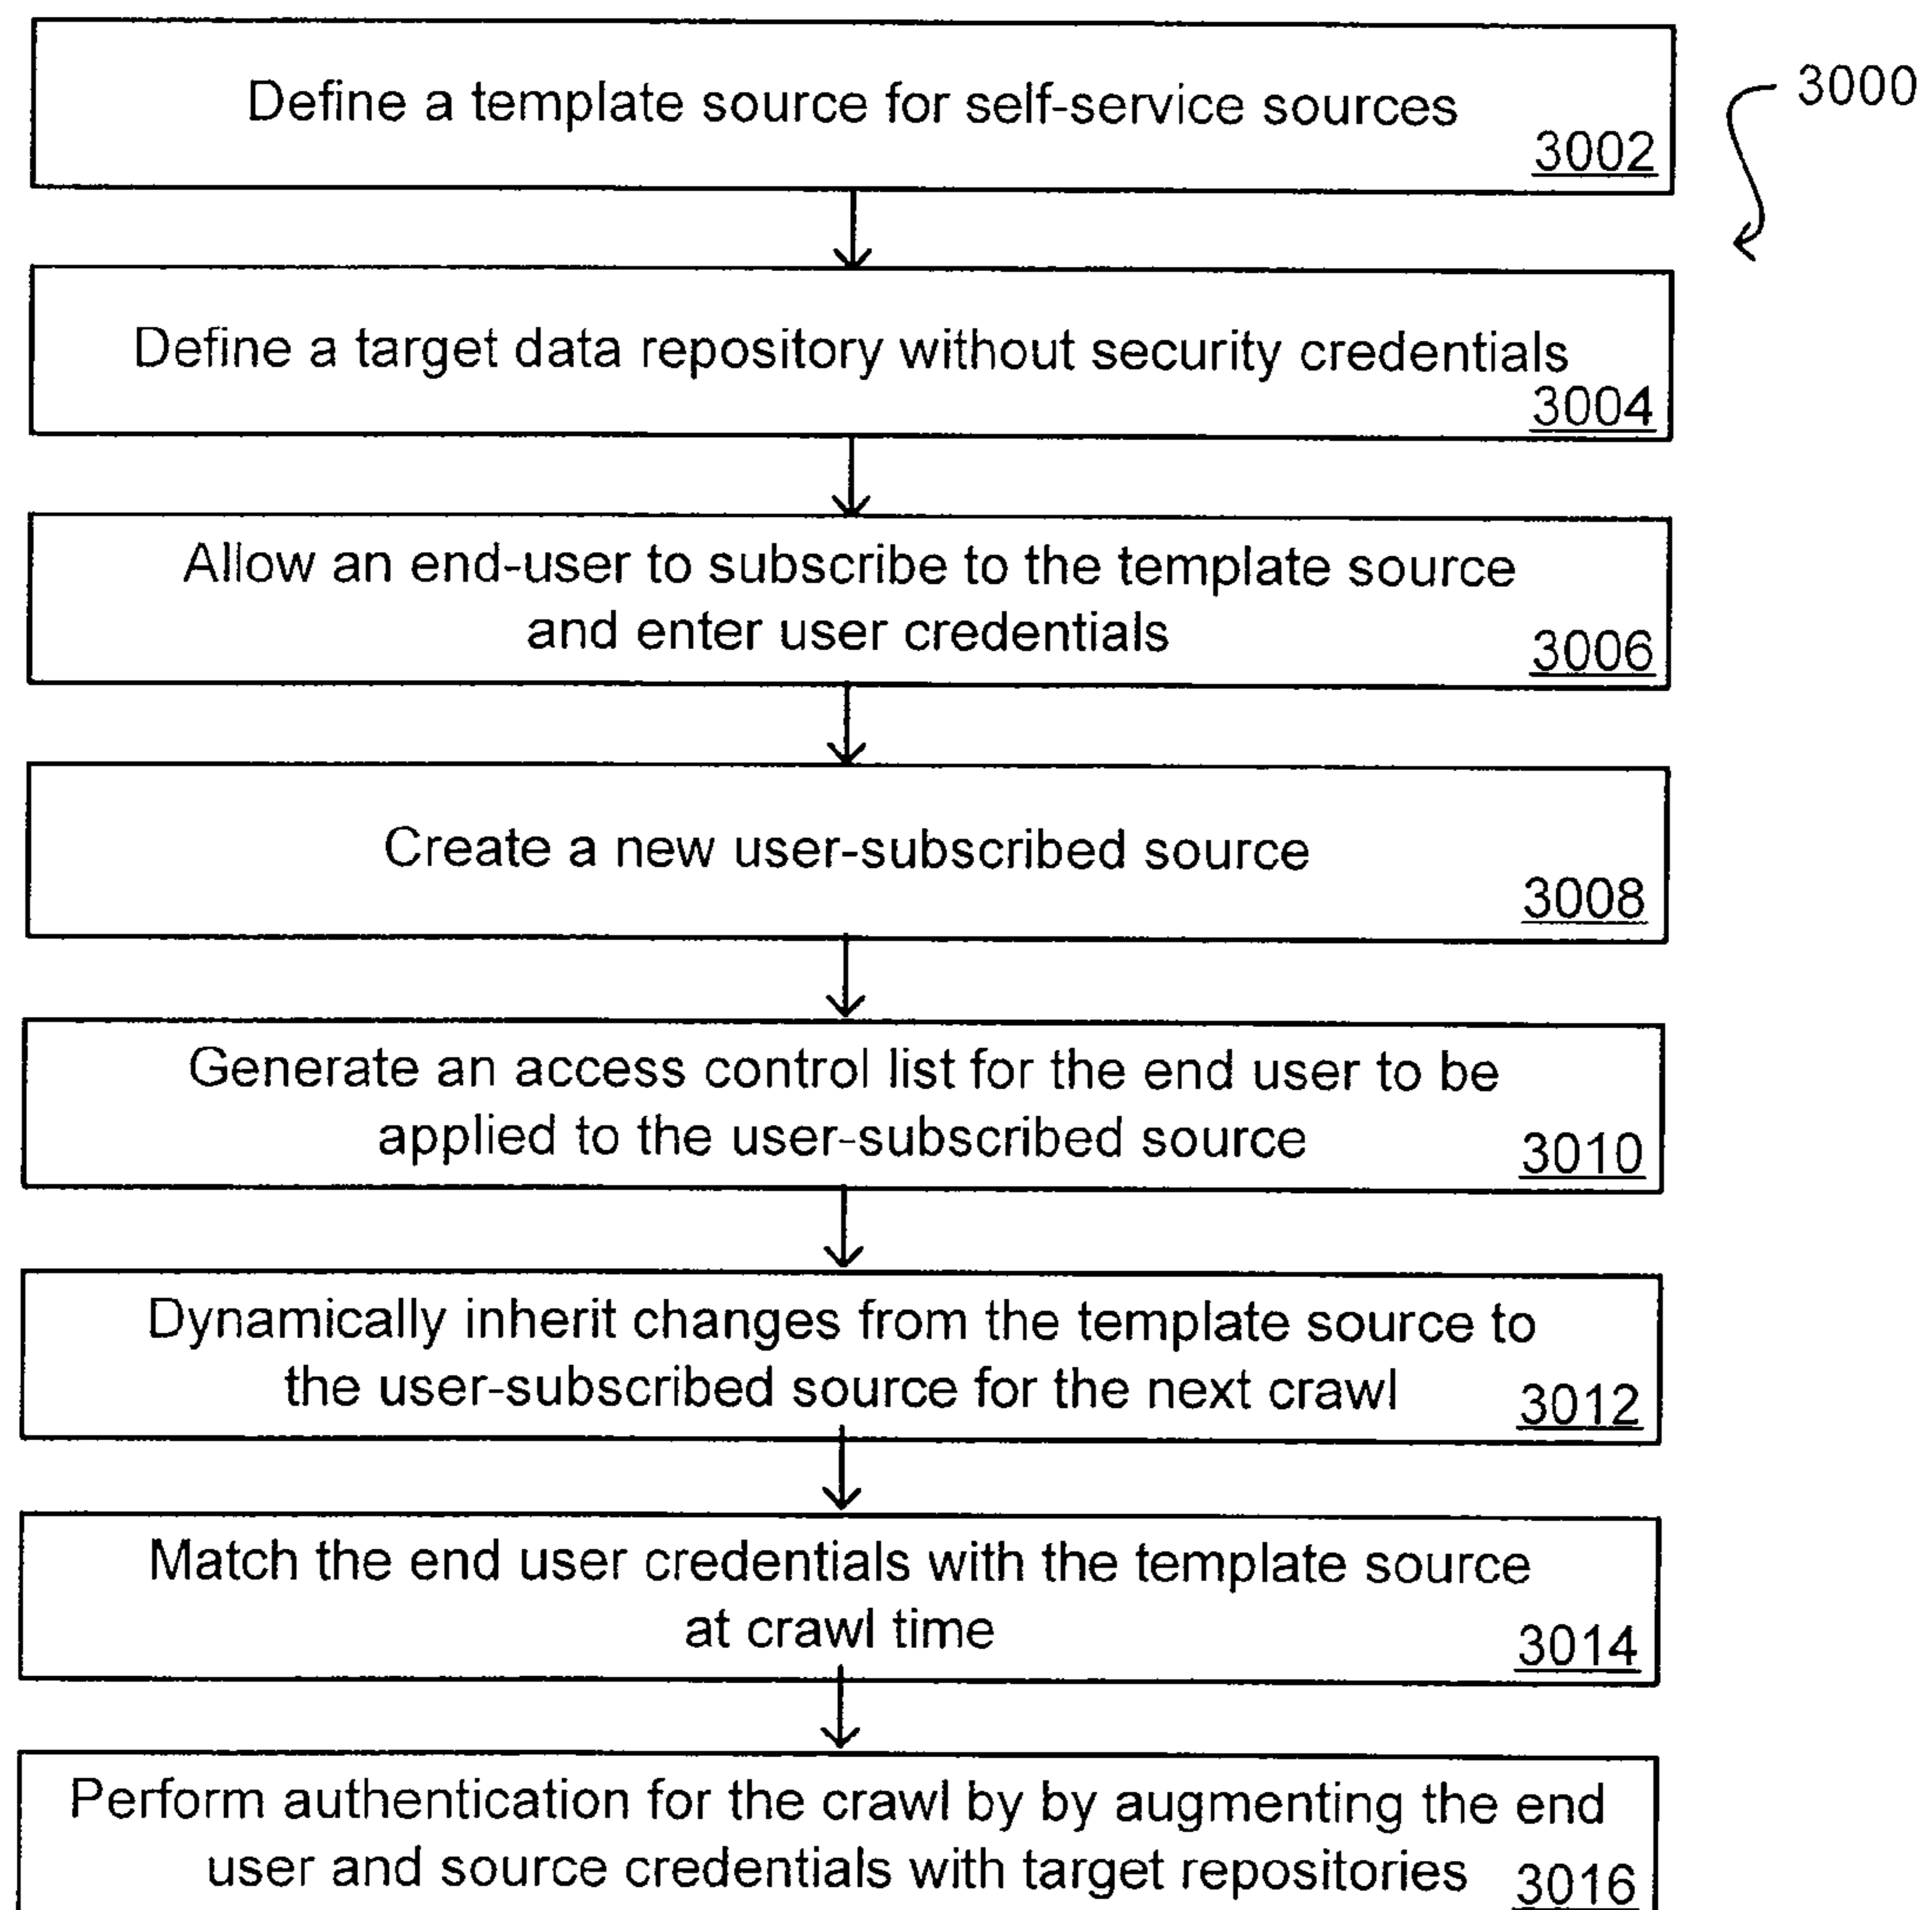 Define a template source for self-service sources
3002
3000
Define a target data repository without security credentials
3004
Allow an end-user to subscribe to the template source
and enter user credentials
3006
Create a new user-subscribed source
3008
Generate an access control list for the end user to be
applied to the user-subscribed source
3010
Dynamically inherit changes from the template source to
the user-subscribed source for the next crawl
3012
Match the end user credentials with the template source
at crawl time
3014
Perform authentication for the crawl by by augmenting the end
user and source credentials with target repositories
3016